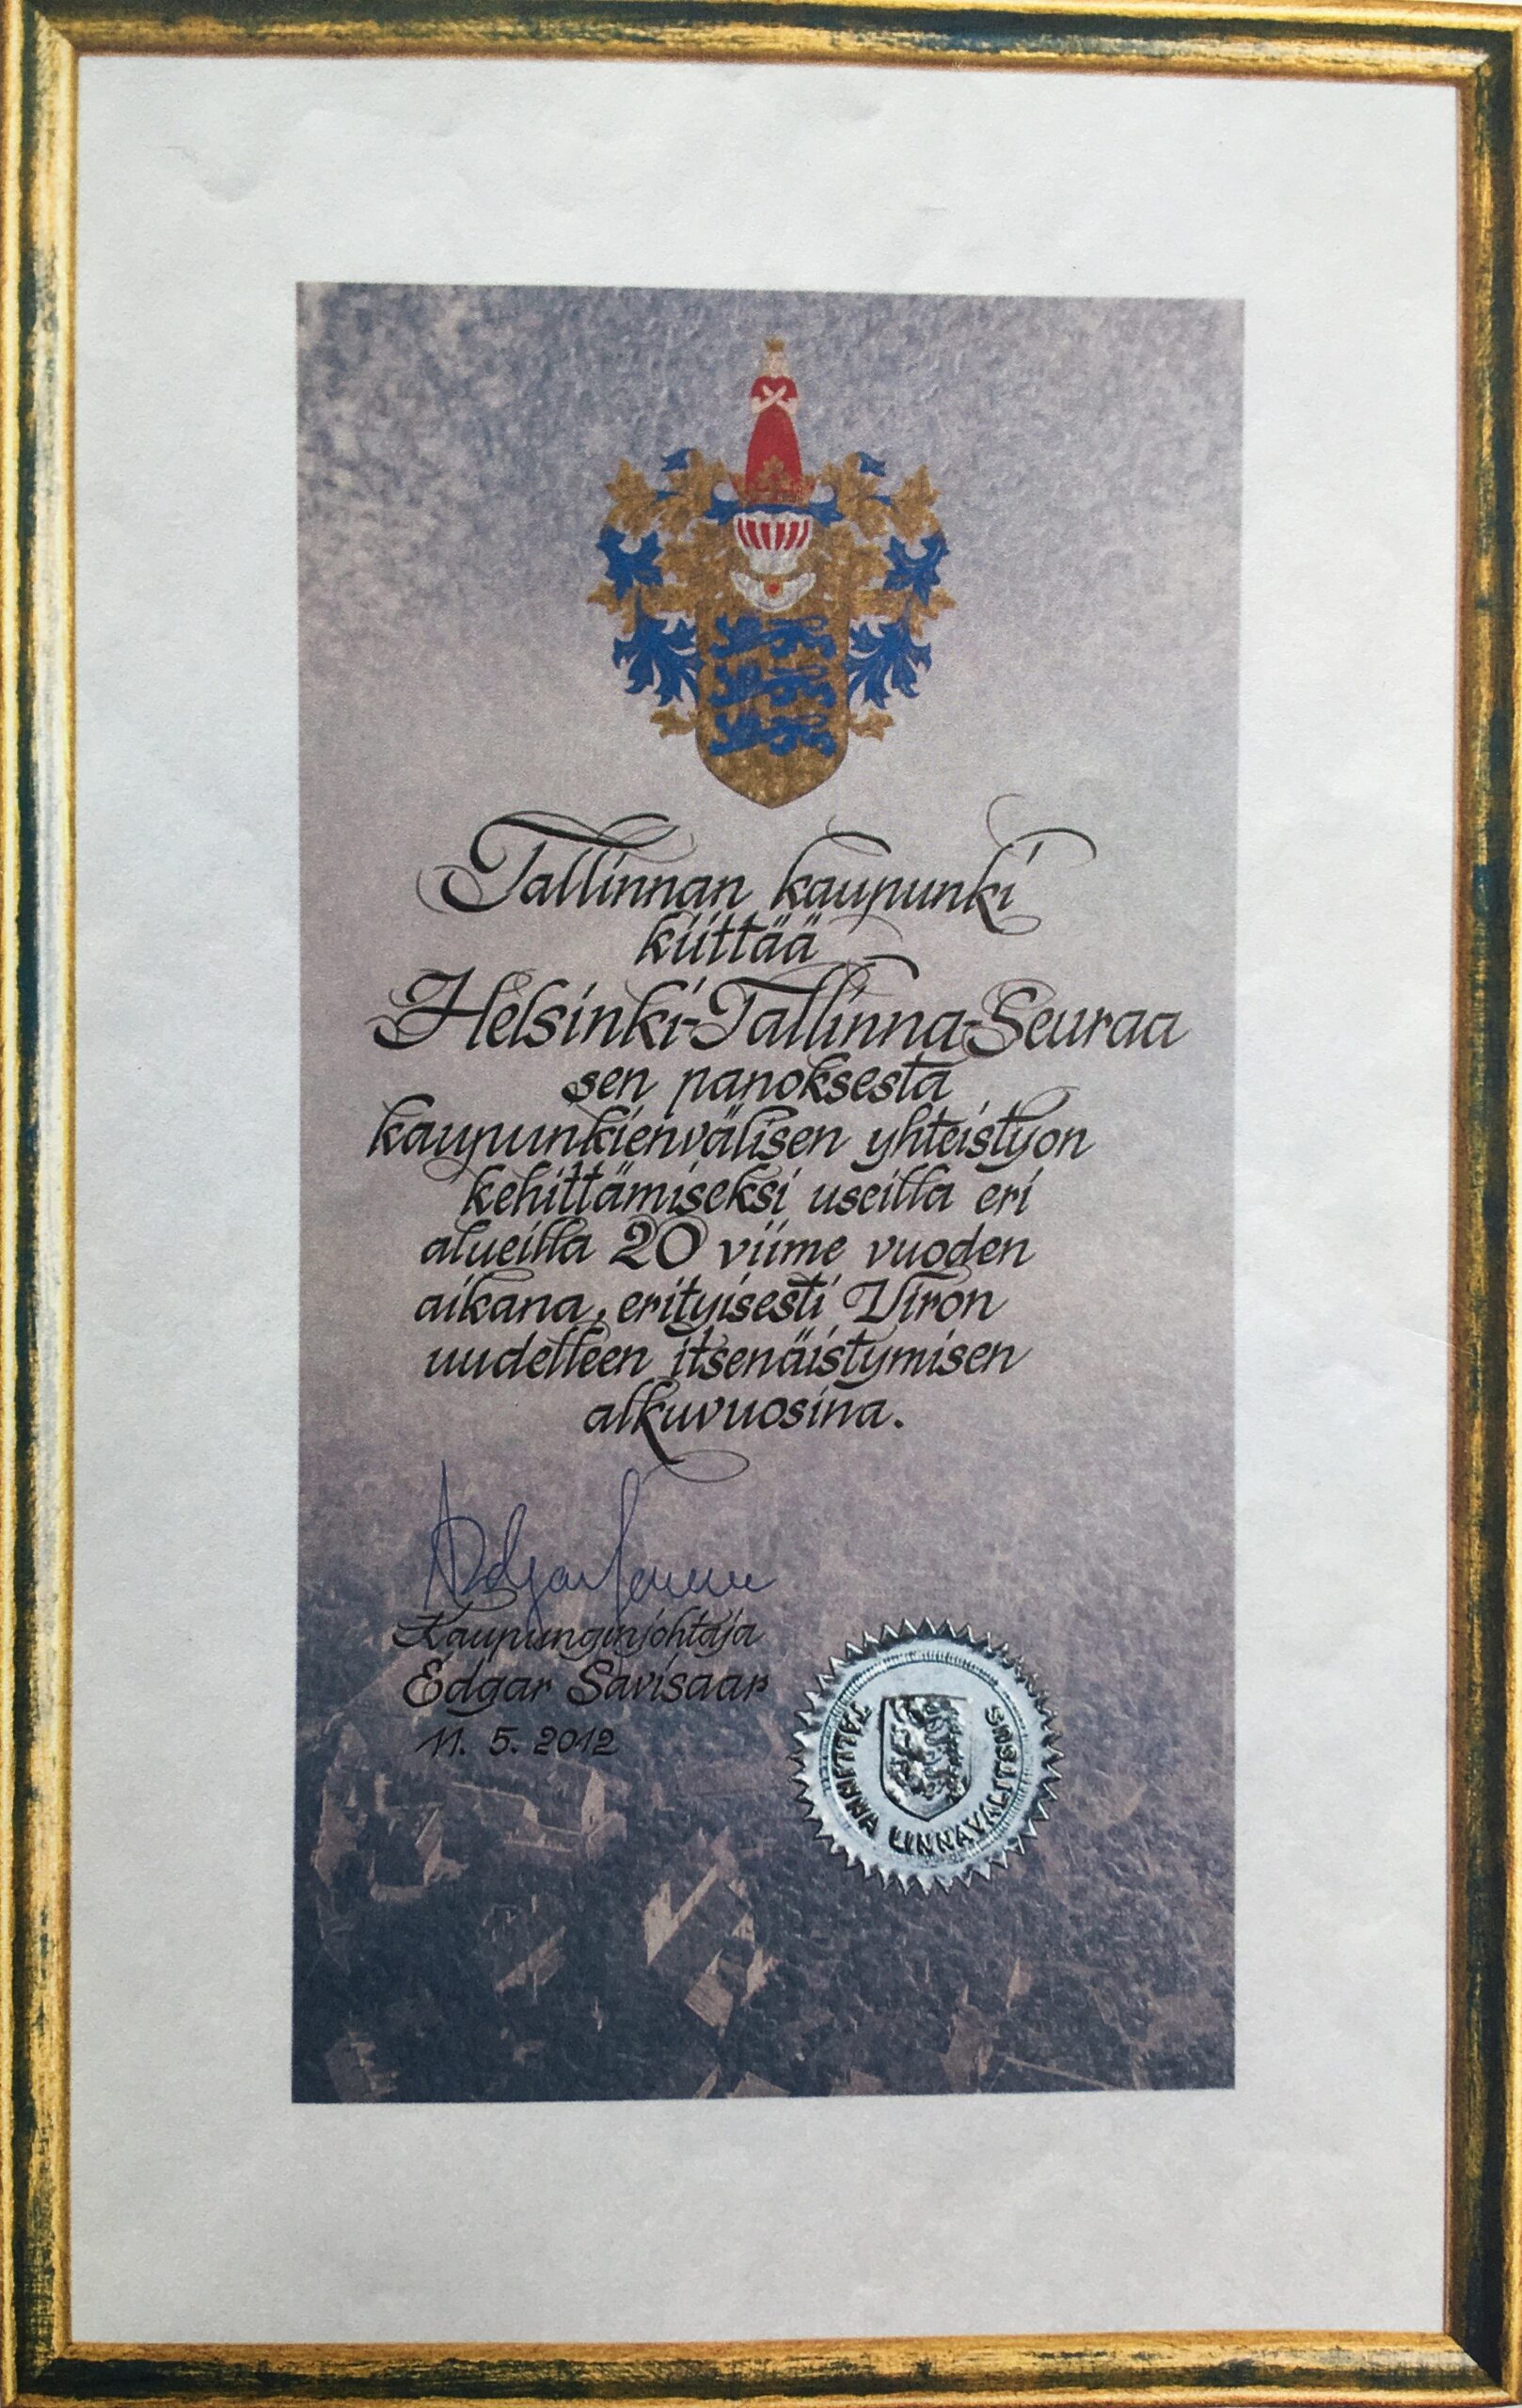 Tallinnan kaupunki
kiittää
Helsinki-Tallinna-Seuraa
sen panoksesta
kaupunkienvälisen yhteistyön
kehittämiseksi useilla eri
alueilla 20 viime vuoden
aikana, erityisesti Viron
uudelleen itsenäistymisen
alkuvuosina.
Kaupunginjohtaja
Edgar Savisaar
11. 5. 2012
TALLINNA LINNAVALITSUS